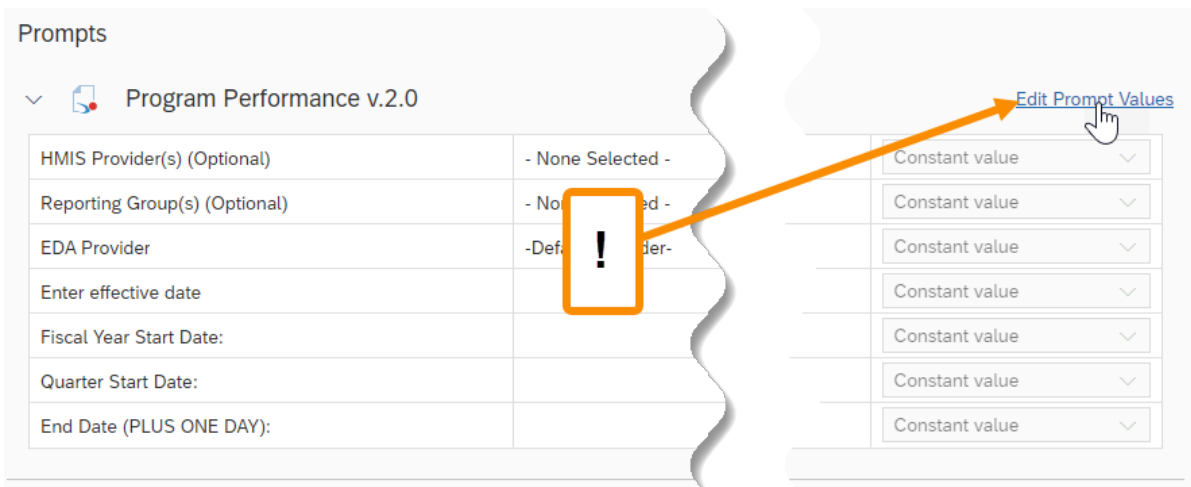 Prompts
Program Performance v.2.0
Edit Prompt Values
HMIS Provider(s) (Optional) - None Selected - Constant value
Reporting Group(s) (Optional) - Constant value
EDA Provider Constant value
!
Enter effective date Constant value
Fiscal Year Start Date: Constant value
Quarter Start Date: Constant value
End Date (PLUS ONE DAY): Constant value